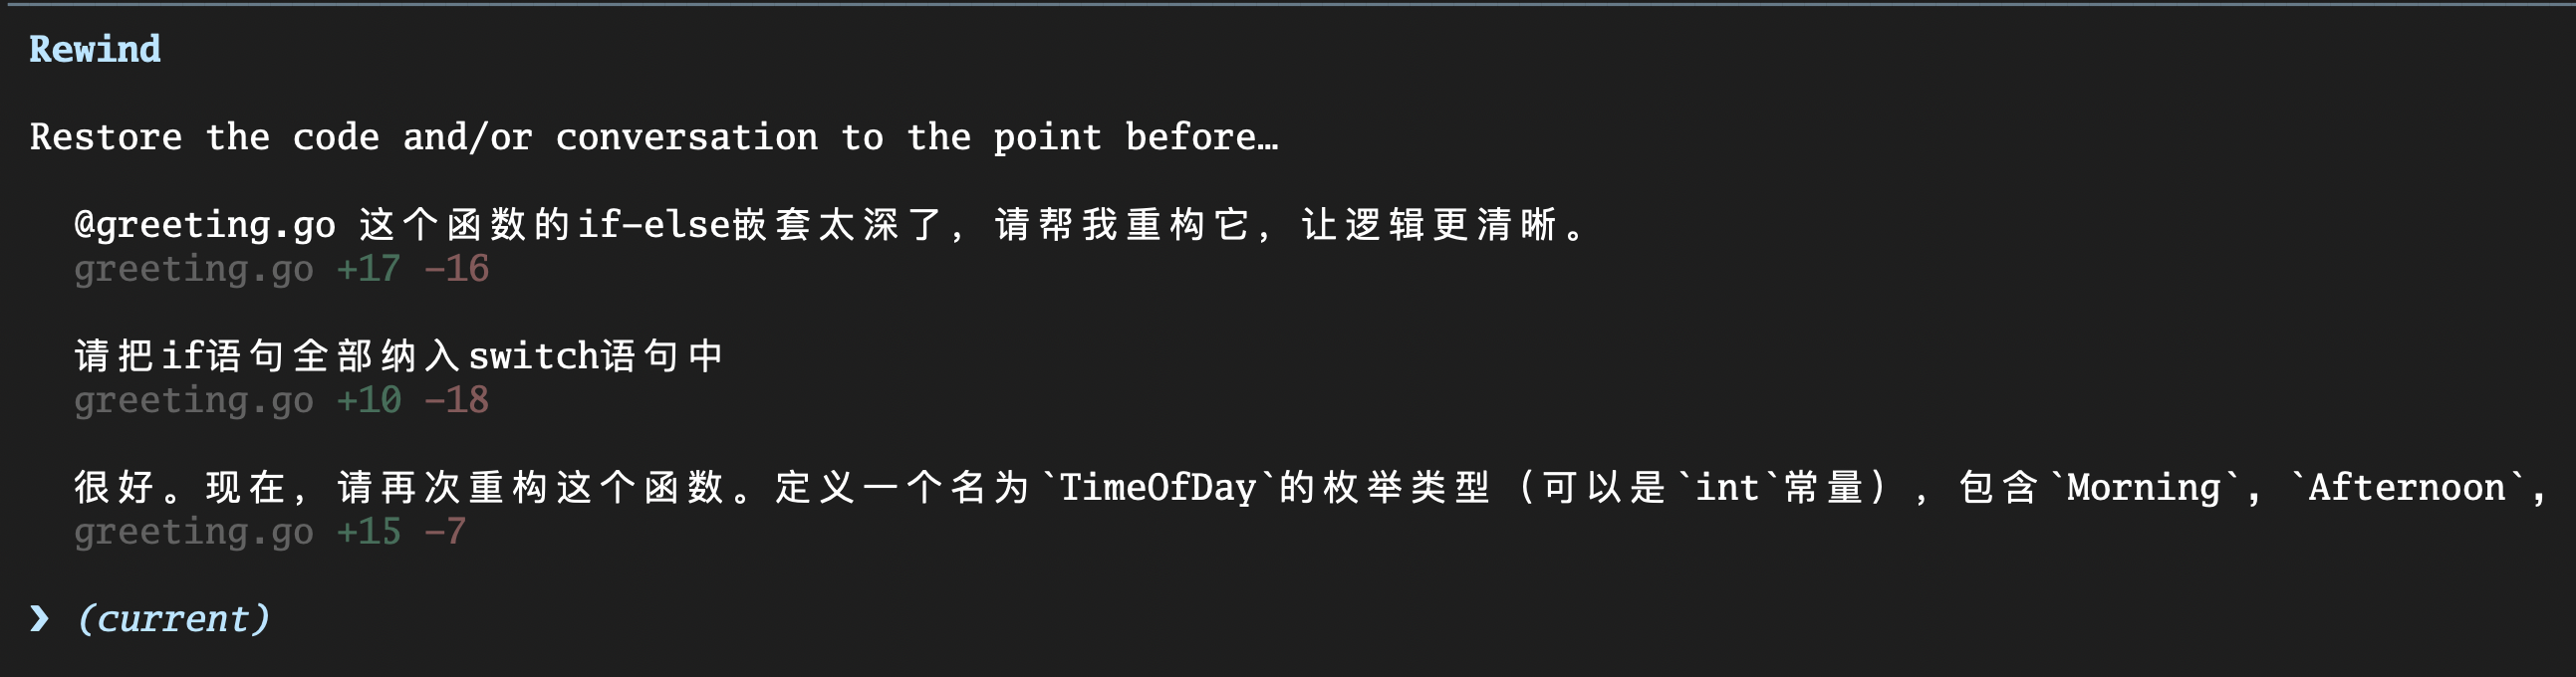 Rewind
Restore the code and/or conversation to the point before…
@greeting.go 这个函数的if-else嵌套太深了，请帮我重构它，让逻辑更清晰。
greeting.go +17 -16
请把if语句全部纳入switch语句中
greeting.go +10 -18
很好。现在，请再次重构这个函数。定义一个名为`TimeOfDay`的枚举类型（可以是`int`常量），包含`Morning`, `Afternoon`,
greeting.go +15 -7
❯ (current)